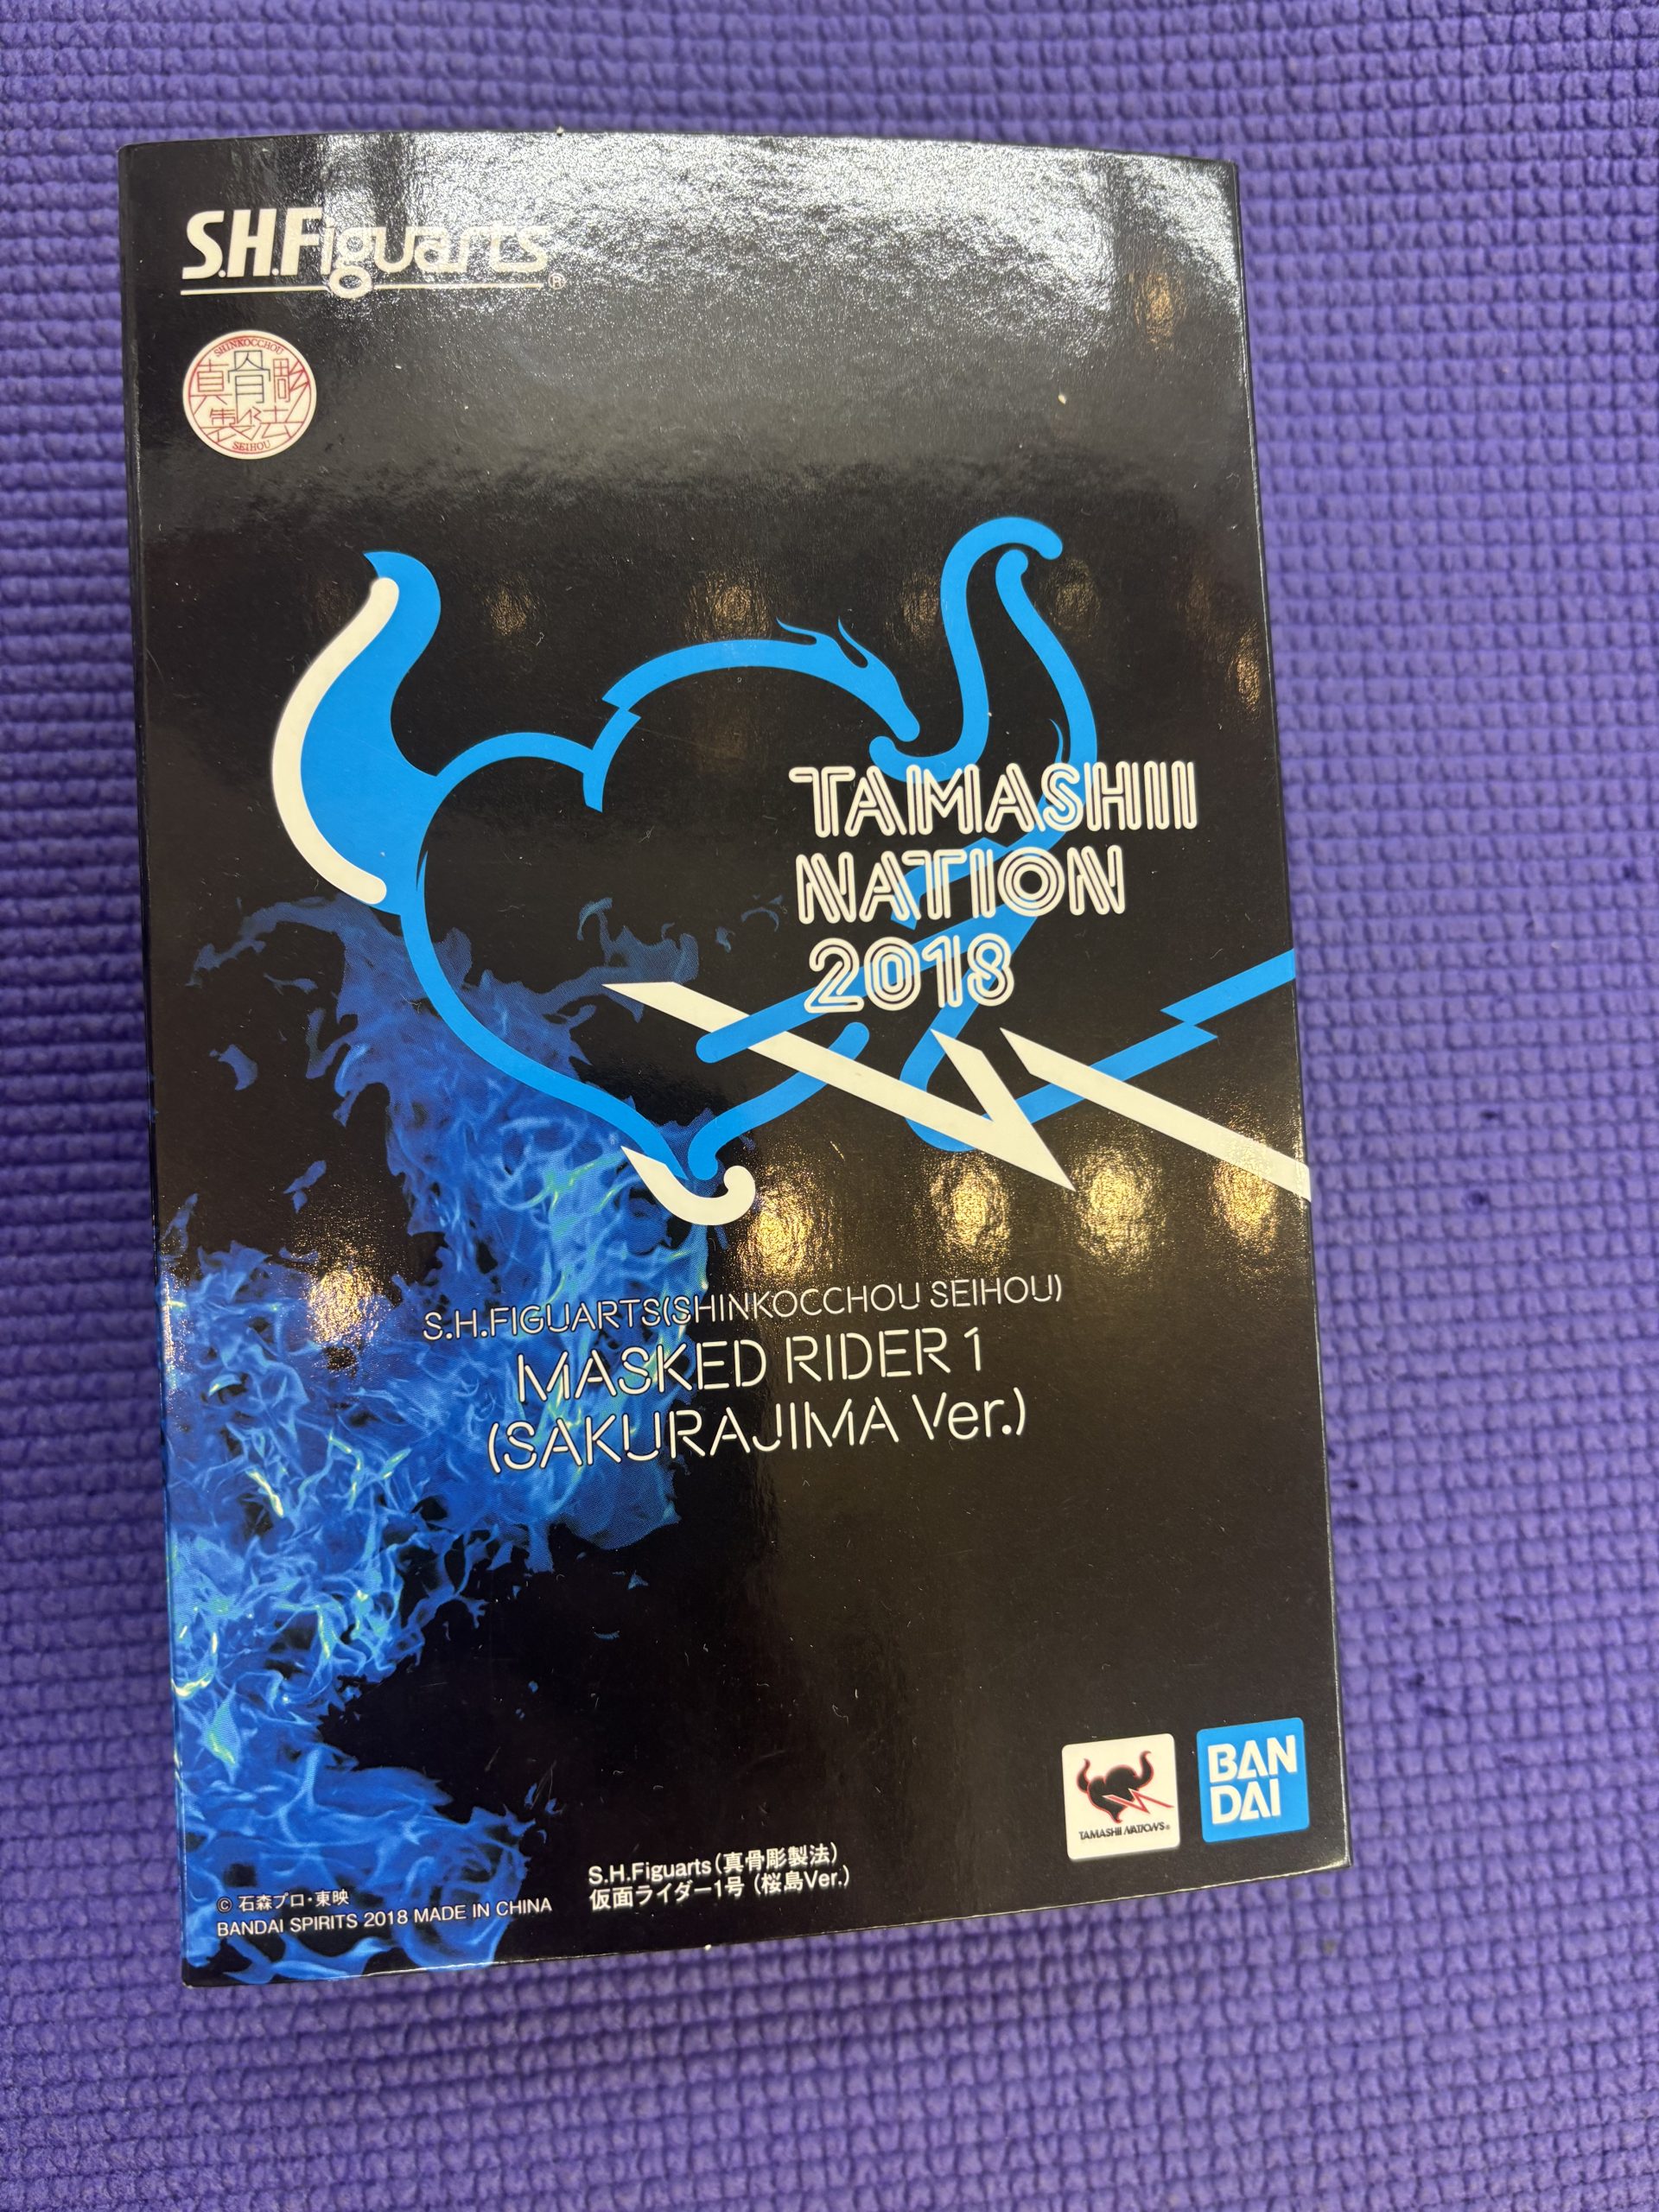 S.H.Figuarts®
SHINKOCCHOU
真骨彫
製法
SEIHOU
TAMASHII
NATION
2018
S.H.FIGUARTS(SHINKOCCHOU SEIHOU)
MASKED RIDER 1
(SAKURAJIMA Ver.)
TAMASHII NATIONS®
BAN
DAI
S.H.Figuarts(真骨彫製法)
仮面ライダー1号 (桜島Ver.)
© 石森プロ・東映
BANDAI SPIRITS 2018 MADE IN CHINA